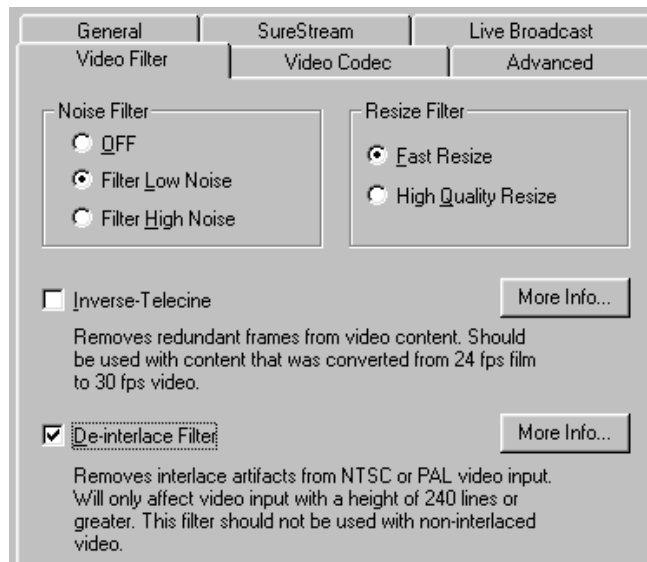 General SureStream Live Broadcast
Video Filter Video Codec Advanced
Noise Filter
OFF
Filter Low Noise
Filter High Noise
Resize Filter
Fast Resize
High Quality Resize
Inverse-Telecine More Info...
Removes redundant frames from video content. Should
be used with content that was converted from 24 fps film
to 30 fps video.
De-interlace Filter More Info...
Removes interlace artifacts from NTSC or PAL video input.
Will only affect video input with a height of 240 lines or
greater. This filter should not be used with non-interlaced
video.